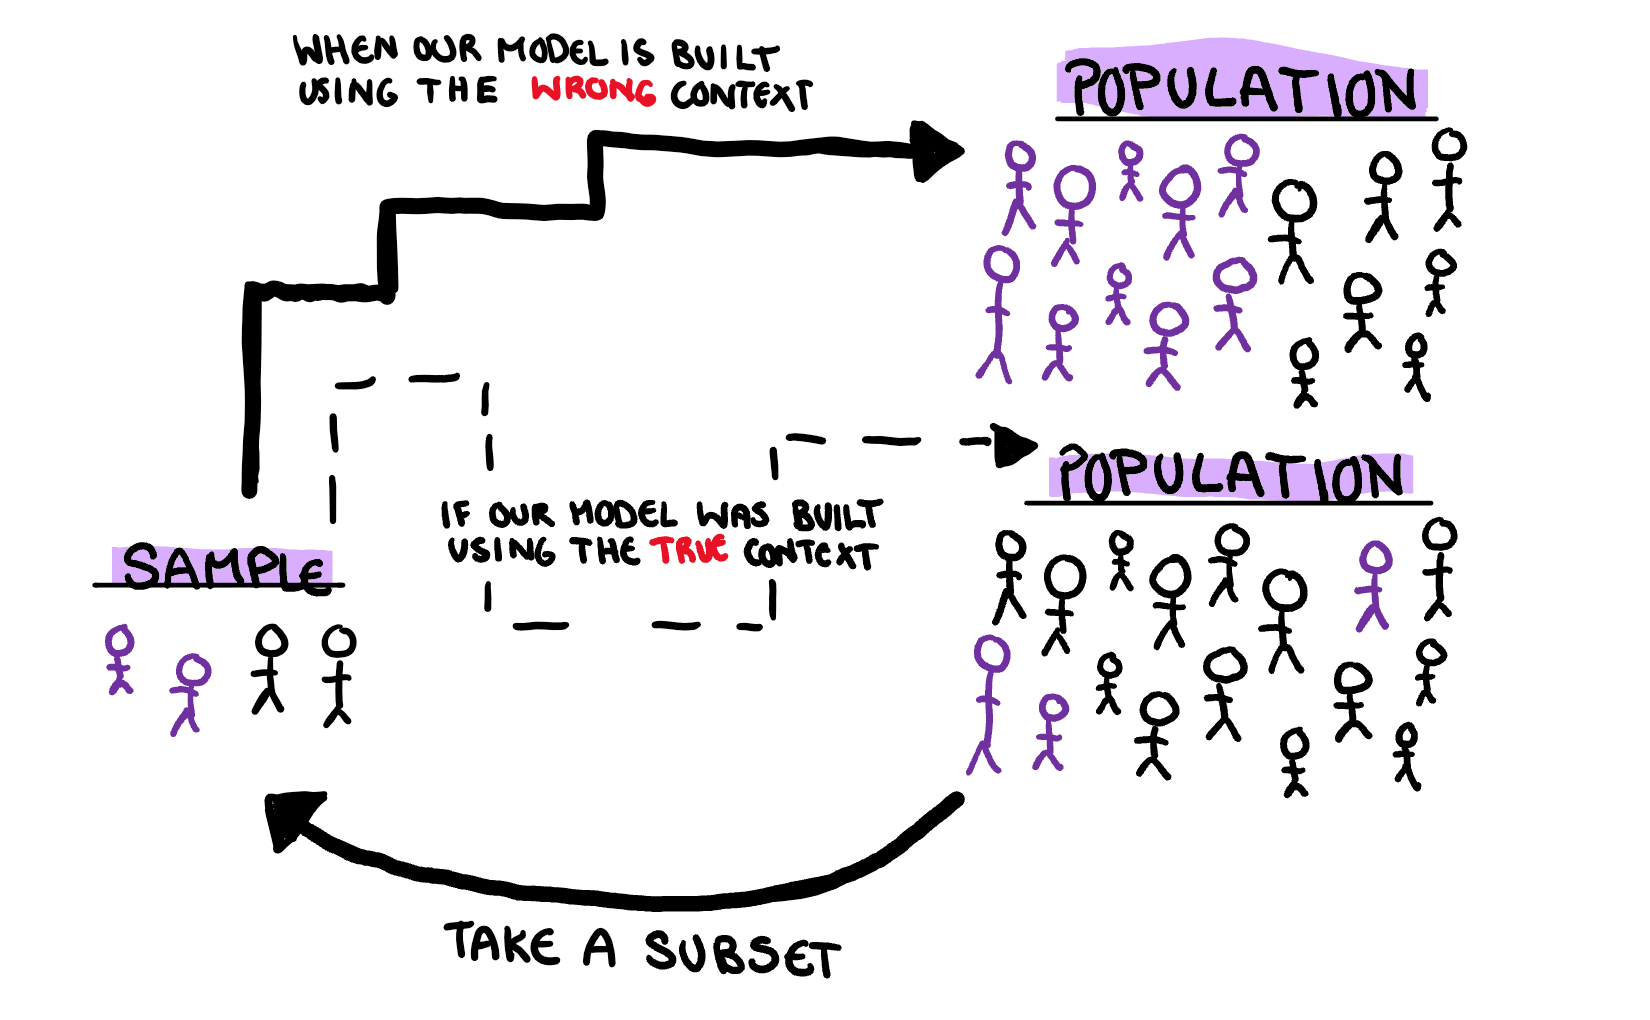 WHEN OUR MODEL IS BUILT
USING THE WRONG CONTEXT
POPULATION
POPULATION
IF OUR MODEL WAS BUILT
USING THE TRUE CONTEXT
SAMPLE
TAKE A SUBSET